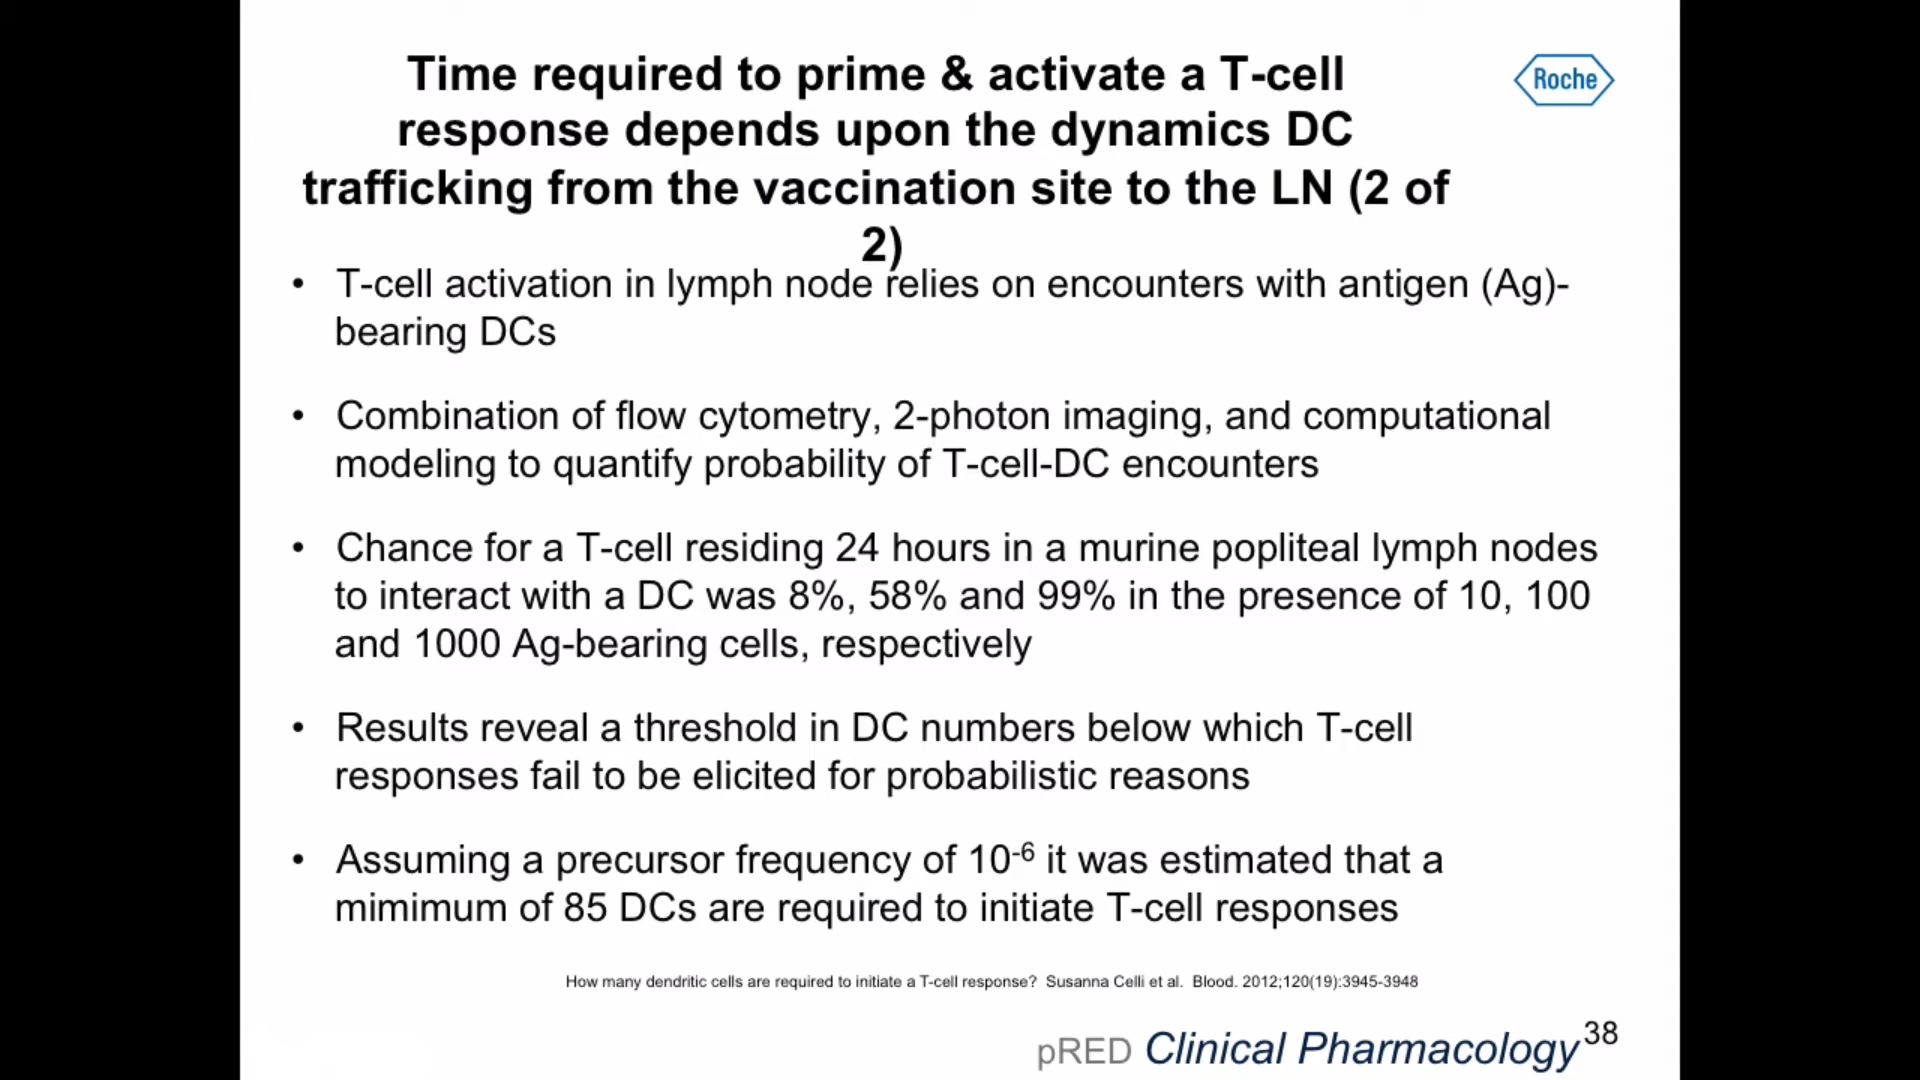 Time required to prime & activate a T-cell
response depends upon the dynamics DC
trafficking from the vaccination site to the LN (2 of
2)
Roche
• T-cell activation in lymph node relies on encounters with antigen (Ag)-
bearing DCs
• Combination of flow cytometry, 2-photon imaging, and computational
modeling to quantify probability of T-cell-DC encounters
• Chance for a T-cell residing 24 hours in a murine popliteal lymph nodes
to interact with a DC was 8%, 58% and 99% in the presence of 10, 100
and 1000 Ag-bearing cells, respectively
• Results reveal a threshold in DC numbers below which T-cell
responses fail to be elicited for probabilistic reasons
• Assuming a precursor frequency of 10⁻⁶ it was estimated that a
mimimum of 85 DCs are required to initiate T-cell responses
How many dendritic cells are required to initiate a T-cell response? Susanna Celli et al. Blood. 2012;120(19):3945-3948
pRED Clinical Pharmacology 38